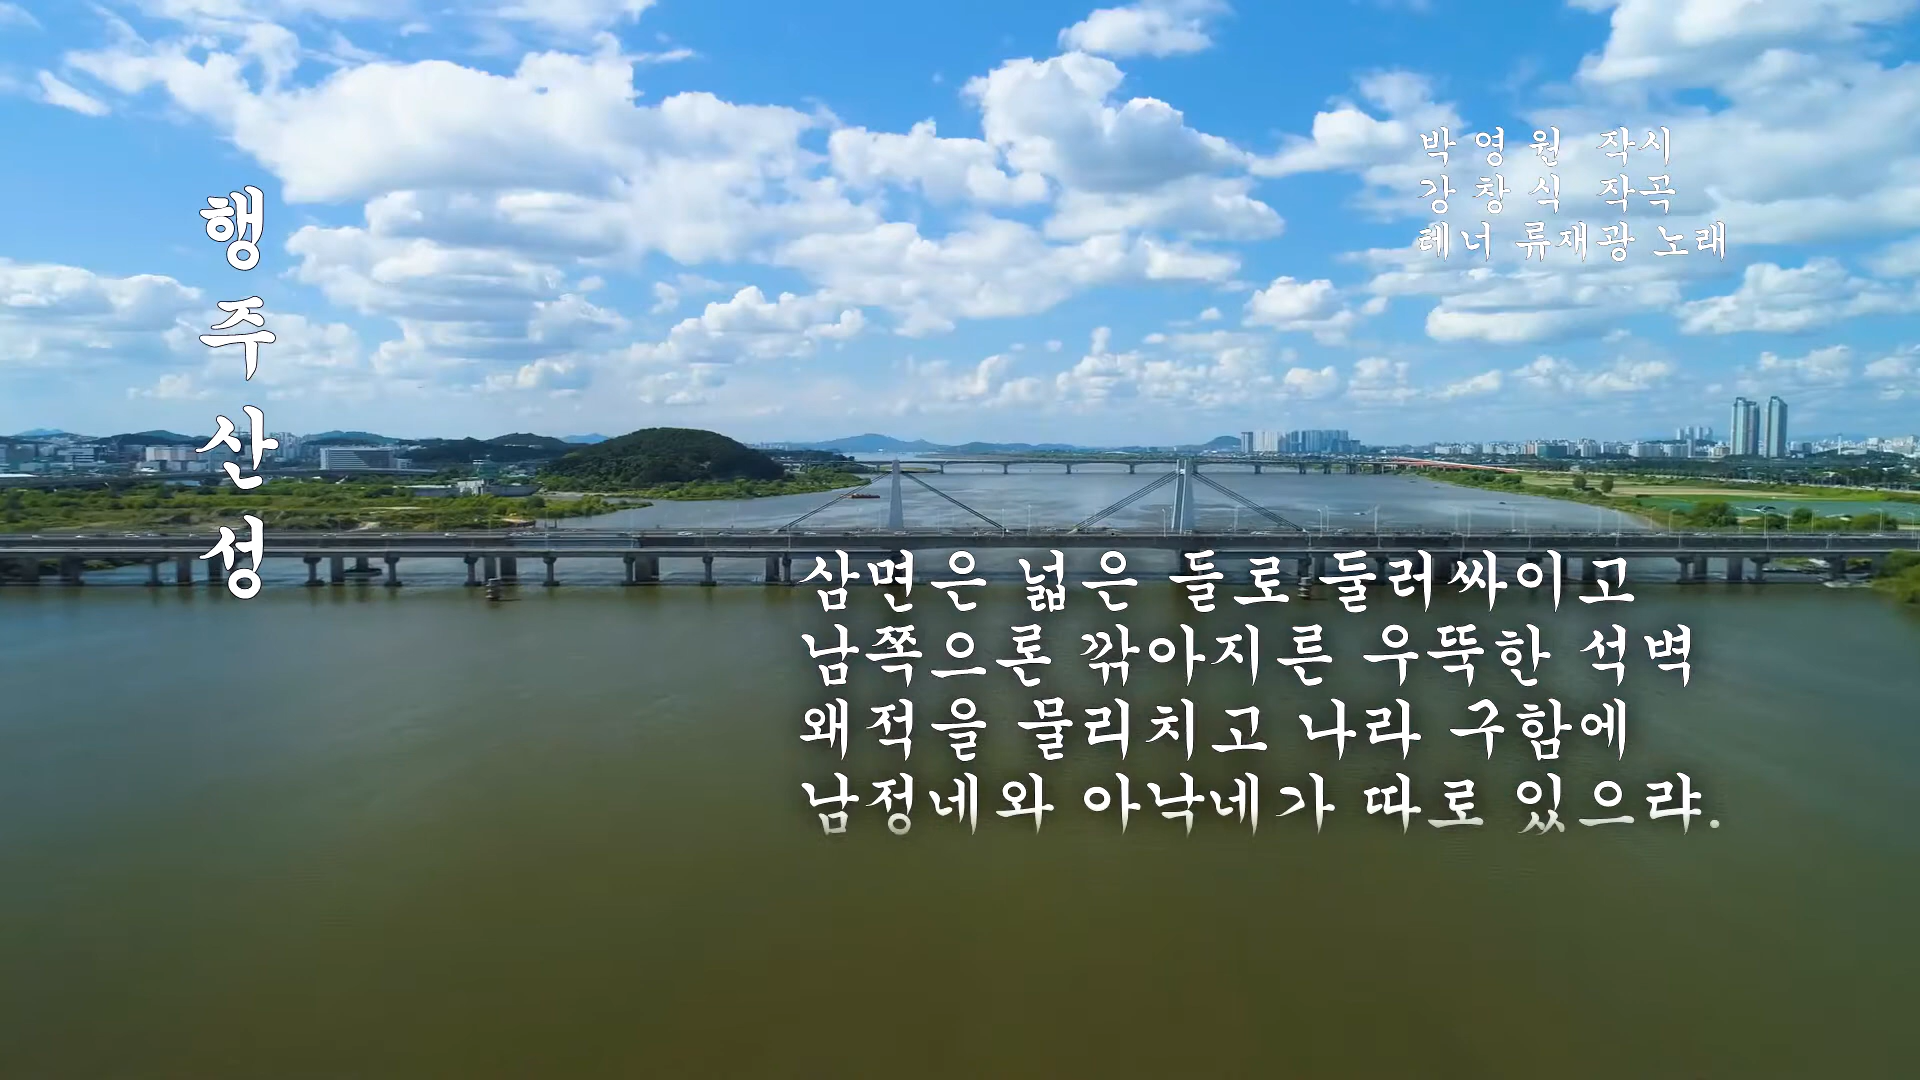 행주산성
박영원 작시
강창식 작곡
테너 류재광 노래
삼면은 넓은 들로 둘러싸이고
남쪽으론 깎아지른 우뚝한 석벽
왜적을 물리치고 나라 구함에
남정네와 아낙네가 따로 있으랴.